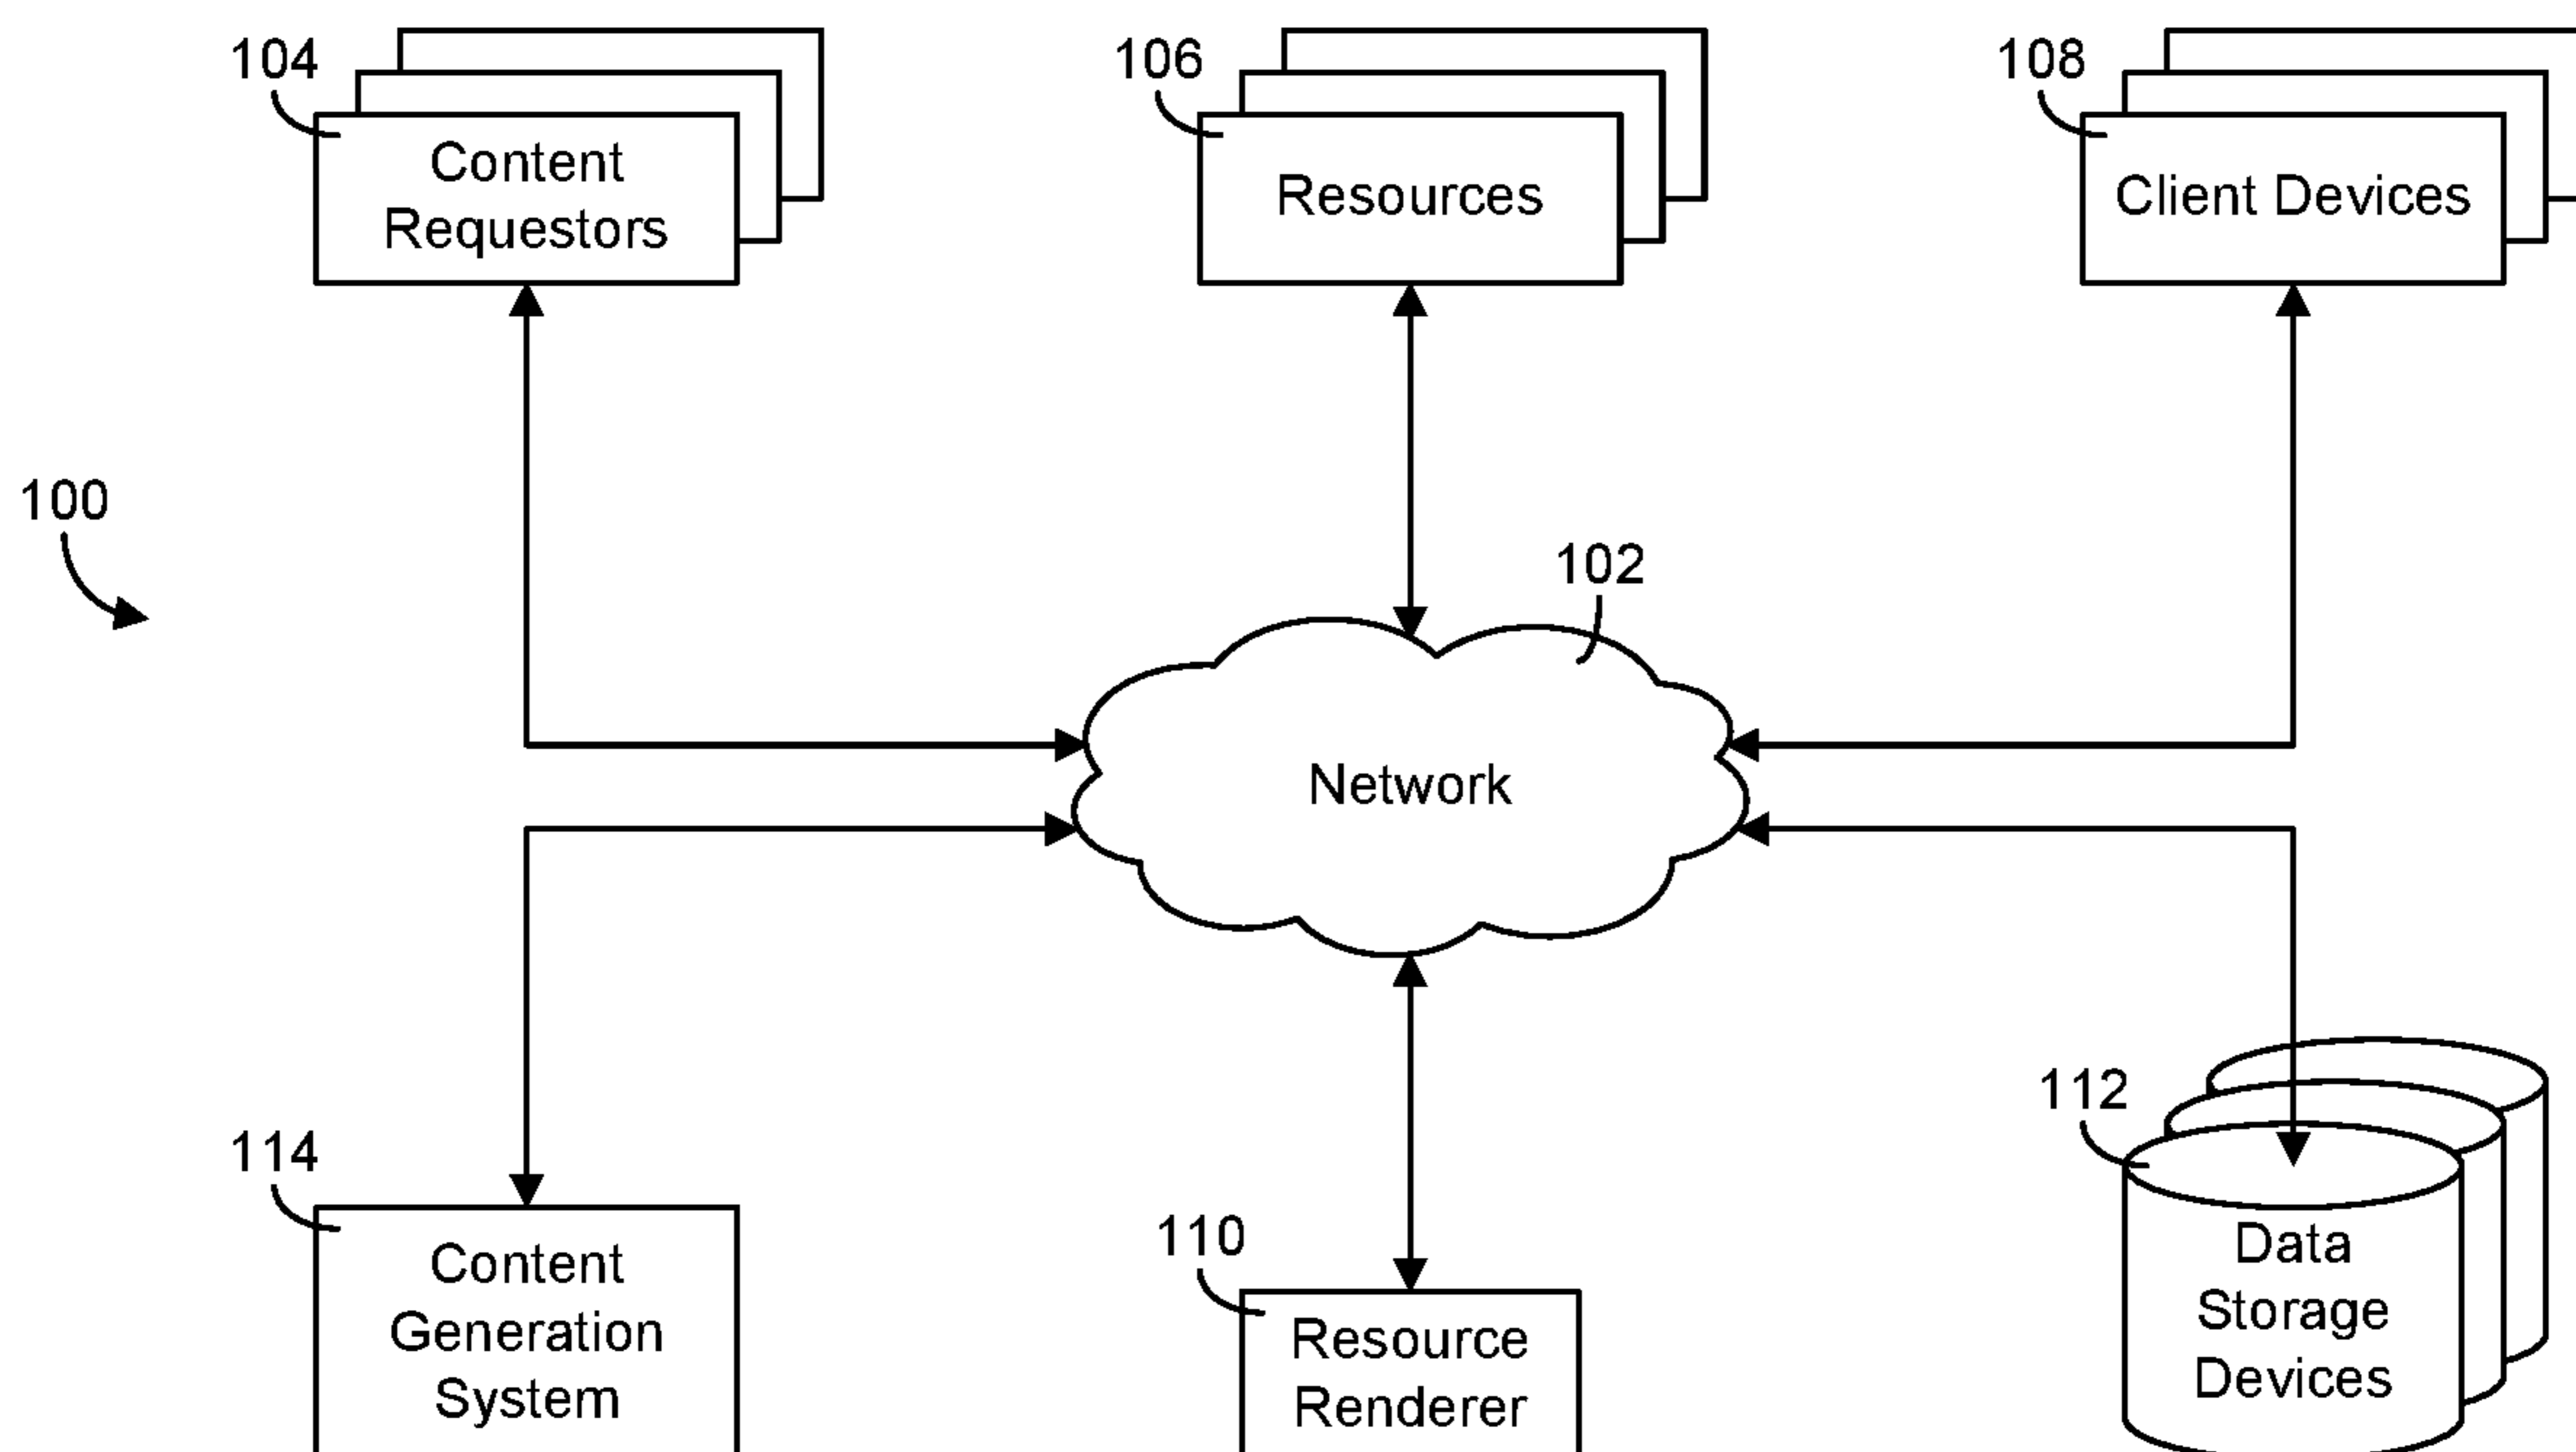 104
Content
Requestors
106
Resources
108
Client Devices
100
102
Network
114
Content
Generation
System
110
Resource
Renderer
112
Data
Storage
Devices